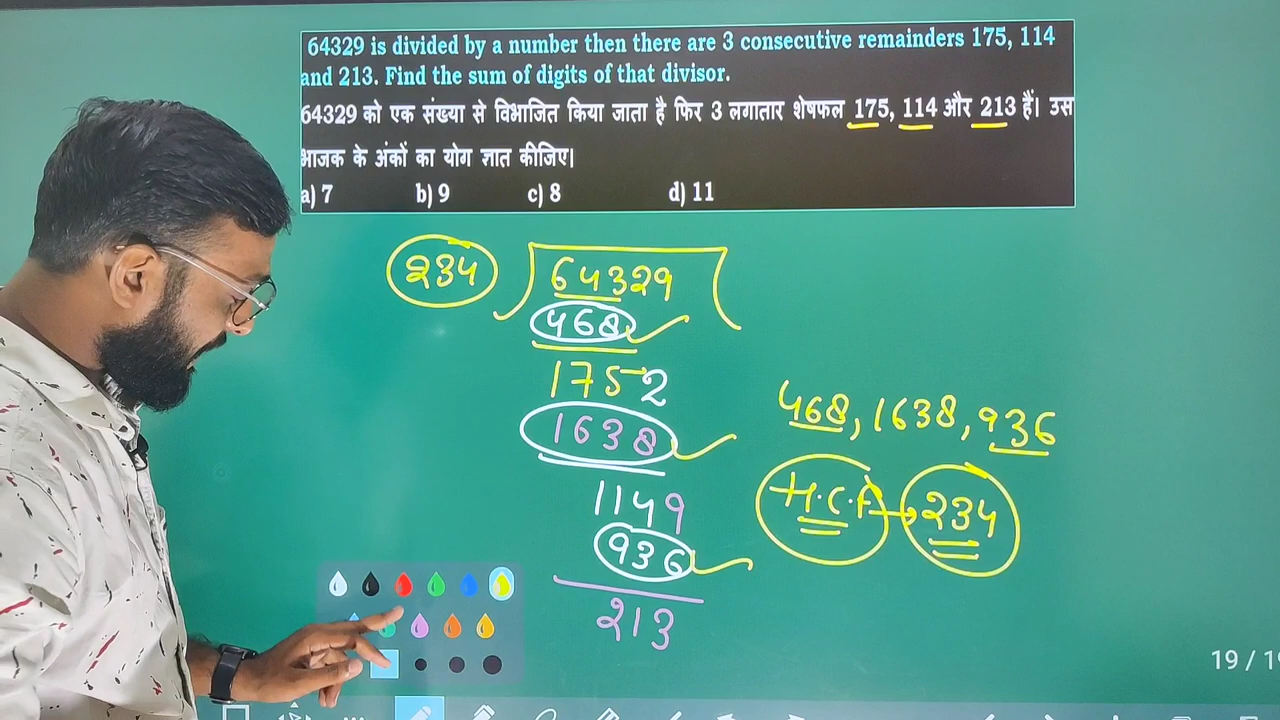 64329 is divided by a number then there are 3 consecutive remainders 175, 114
and 213. Find the sum of digits of that divisor.
64329 को एक संख्या से विभाजित किया जाता है फिर 3 लगातार शेषफल 175, 114 और 213 हैं। उस
भाजक के अंकों का योग ज्ञात कीजिए।
a) 7 b) 9 c) 8 d) 11
234 64329
468
1752
468, 1638, 936
1638
1149
H.C.F → 234
936
213
19 / 19